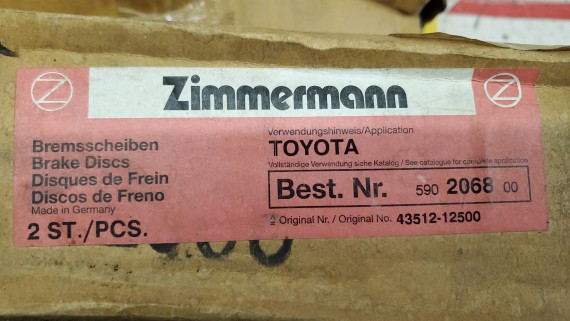 Zimmermann
Bremsscheiben
Brake Discs
Disques de Frein
Discos de Freno
Made in Germany
2 ST./PCS.
Verwendungshinweis/Application
TOYOTA
Vollständige Verwendung siehe Katalog / See catalogue for complete application
Best. Nr. 590 2068 00
Original Nr. / Original No. 43512-12500